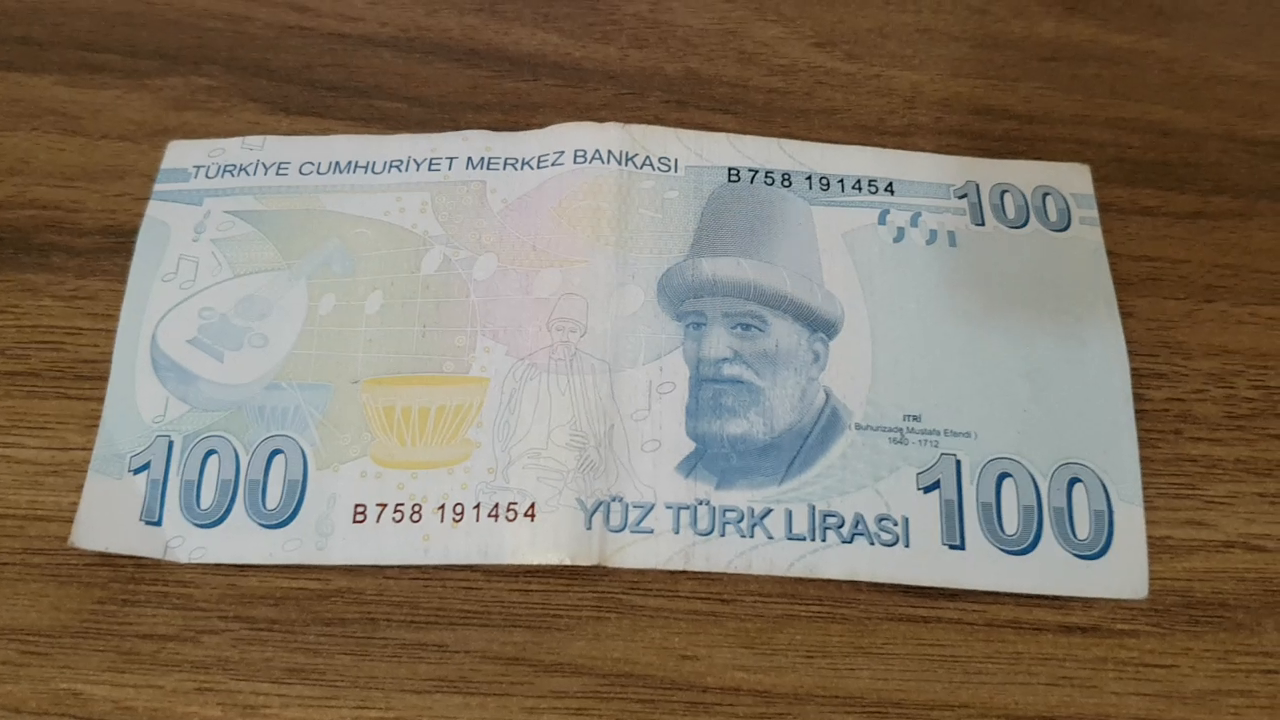 TÜRKİYE CUMHURİYET MERKEZ BANKASI
B758 191454
100
ITRİ
( Buhurizade Mustafa Efendi )
1640 - 1712
100
B758 191454
YÜZ TÜRK LİRASI
100